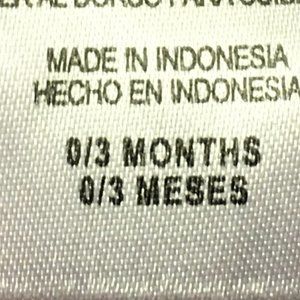 MADE IN INDONESIA
HECHO EN INDONESIA
0/3 MONTHS
0/3 MESES